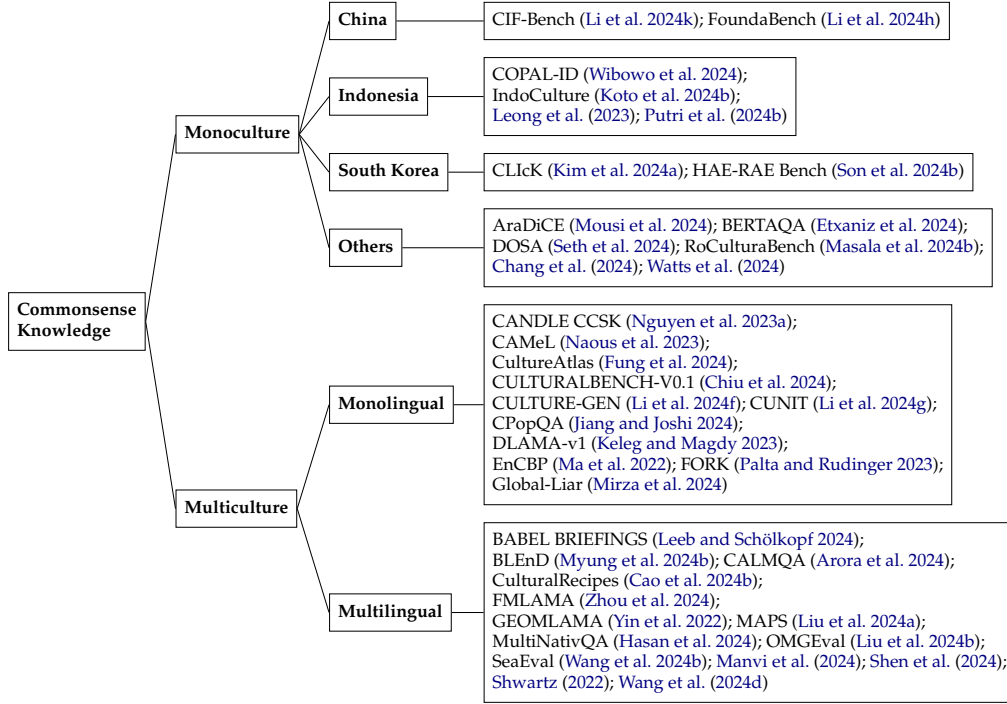 Commonsense
Knowledge
Monoculture
China
CIF-Bench (Li et al. 2024k); FoundaBench (Li et al. 2024h)
Indonesia
COPAL-ID (Wibowo et al. 2024);
IndoCulture (Koto et al. 2024b);
Leong et al. (2023); Putri et al. (2024b)
South Korea
CLIcK (Kim et al. 2024a); HAE-RAE Bench (Son et al. 2024b)
Others
AraDiCE (Mousi et al. 2024); BERTAQA (Etxaniz et al. 2024);
DOSA (Seth et al. 2024); RoCulturaBench (Masala et al. 2024b);
Chang et al. (2024); Watts et al. (2024)
Multiculture
Monolingual
CANDLE CCSK (Nguyen et al. 2023a);
CAMeL (Naous et al. 2023);
CultureAtlas (Fung et al. 2024);
CULTURALBENCH-V0.1 (Chiu et al. 2024);
CULTURE-GEN (Li et al. 2024f); CUNIT (Li et al. 2024g);
CPopQA (Jiang and Joshi 2024);
DLAMA-v1 (Keleg and Magdy 2023);
EnCBP (Ma et al. 2022); FORK (Palta and Rudinger 2023);
Global-Liar (Mirza et al. 2024)
Multilingual
BABEL BRIEFINGS (Leeb and Schölkopf 2024);
BLEnD (Myung et al. 2024b); CALMQA (Arora et al. 2024);
CulturalRecipes (Cao et al. 2024b);
FMLAMA (Zhou et al. 2024);
GEOMLAMA (Yin et al. 2022); MAPS (Liu et al. 2024a);
MultiNativQA (Hasan et al. 2024); OMGEval (Liu et al. 2024b);
SeaEval (Wang et al. 2024b); Manvi et al. (2024); Shen et al. (2024);
Shwartz (2022); Wang et al. (2024d)